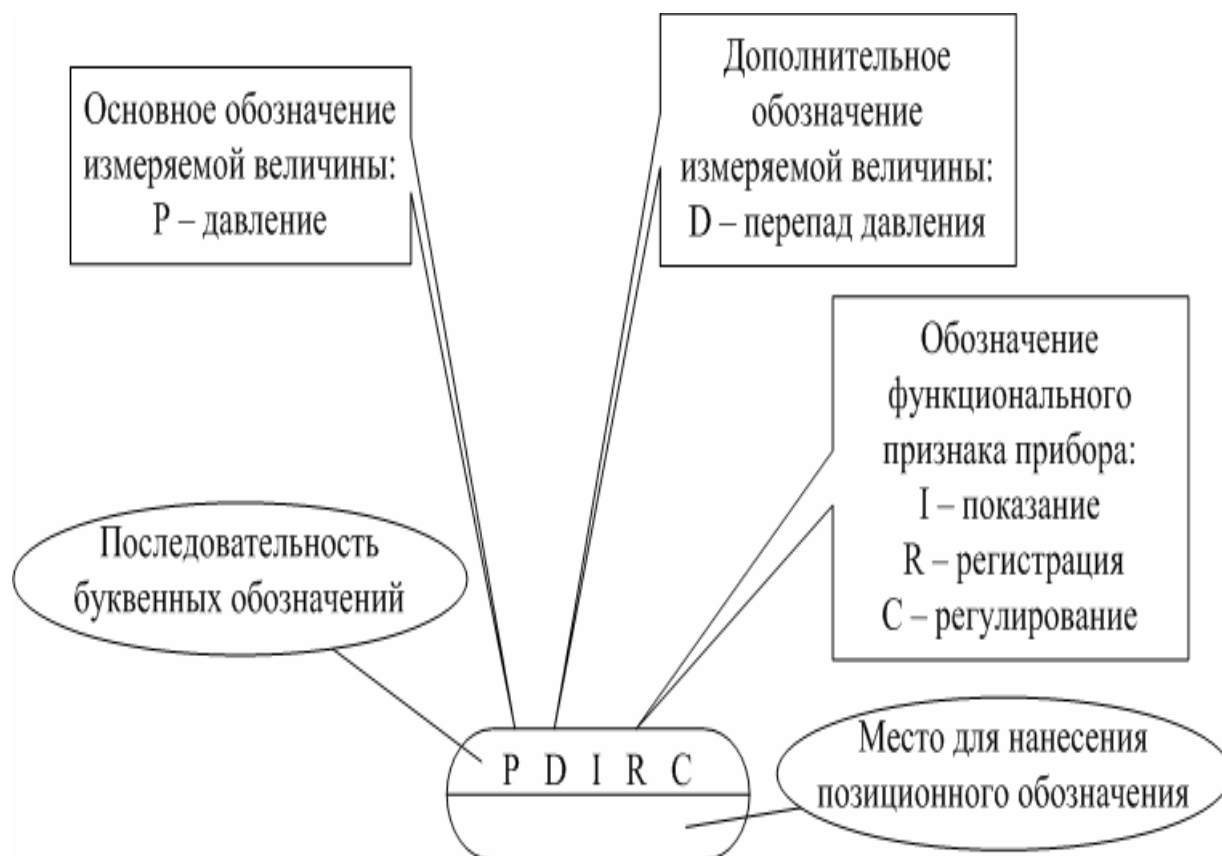 Основное обозначение
измеряемой величины:
P – давление
Дополнительное
обозначение
измеряемой величины:
D – перепад давления
Обозначение
функционального
признака прибора:
I – показание
R – регистрация
C – регулирование
Последовательность
буквенных обозначений
P D I R C
Место для нанесения
позиционного обозначения